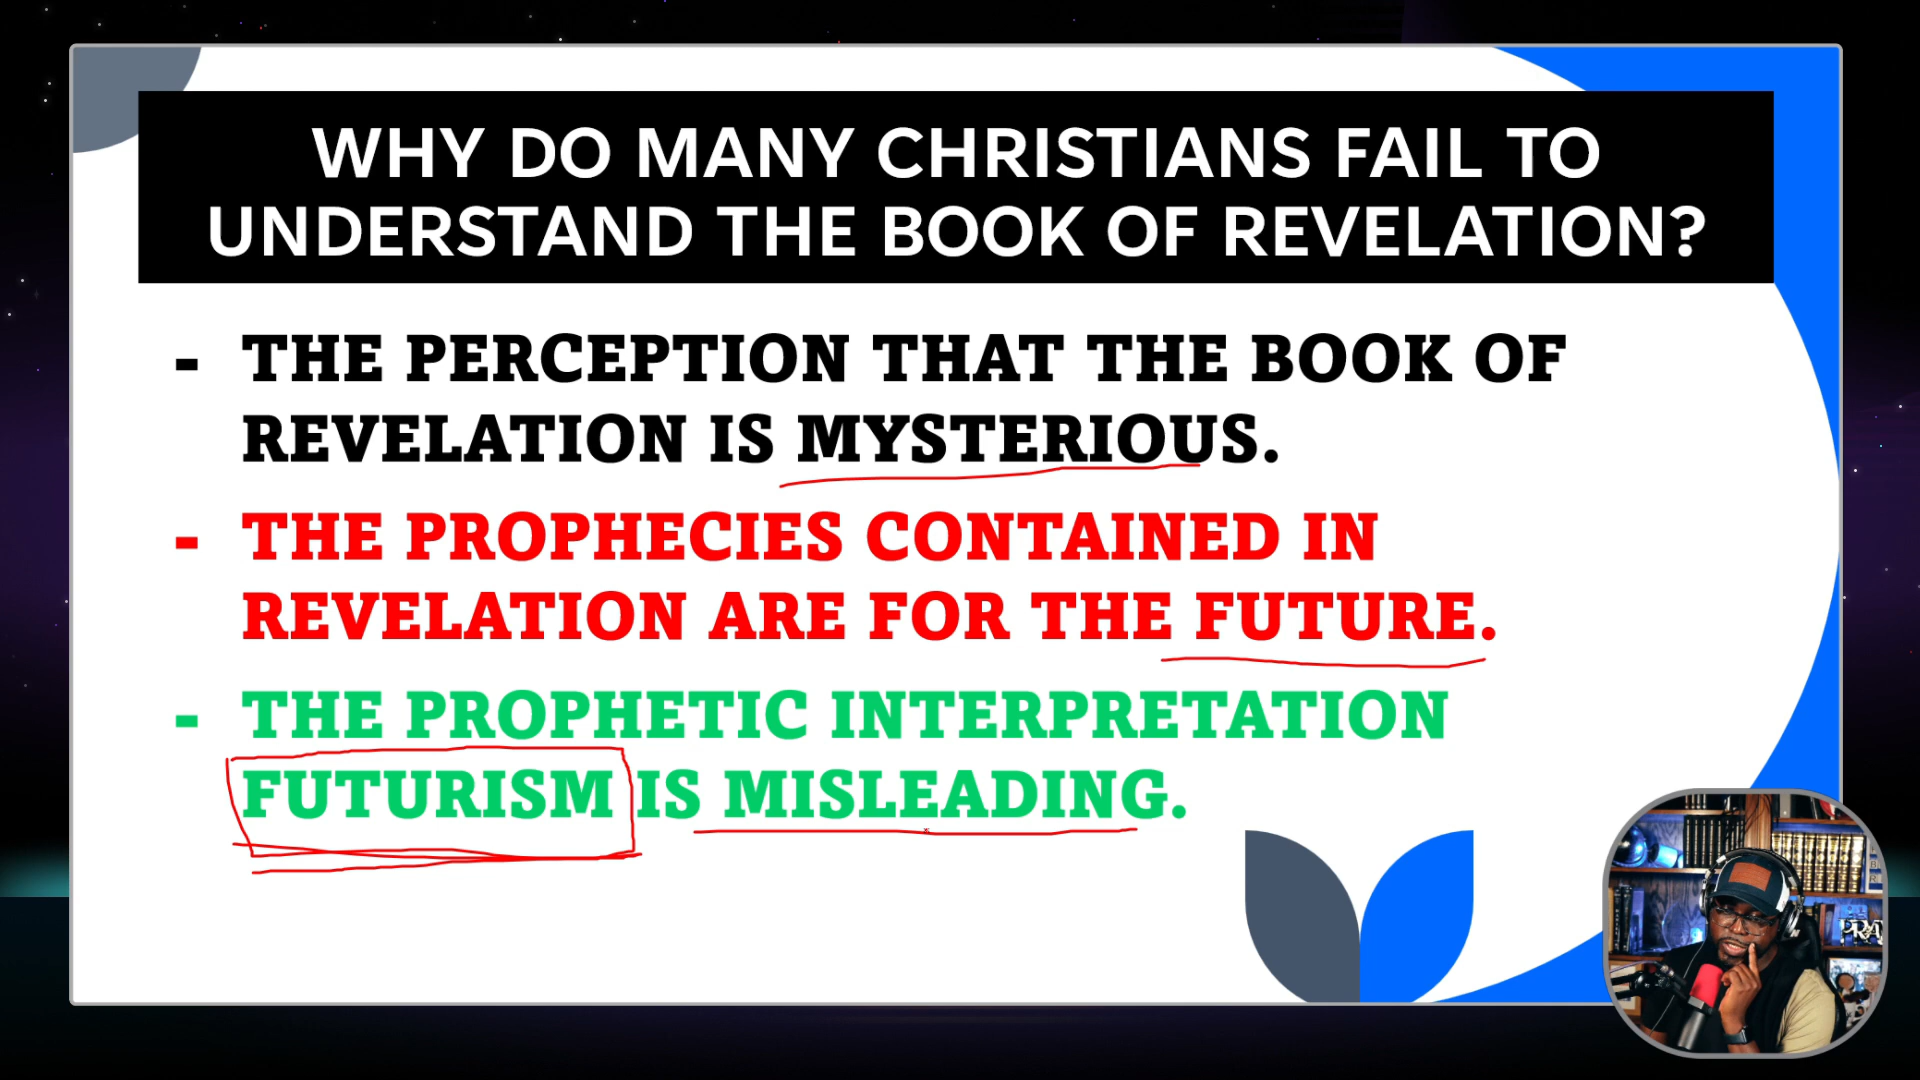 WHY DO MANY CHRISTIANS FAIL TO
UNDERSTAND THE BOOK OF REVELATION?
- THE PERCEPTION THAT THE BOOK OF
REVELATION IS MYSTERIOUS.
- THE PROPHECIES CONTAINED IN
REVELATION ARE FOR THE FUTURE.
- THE PROPHETIC INTERPRETATION
FUTURISM IS MISLEADING.
PRAY